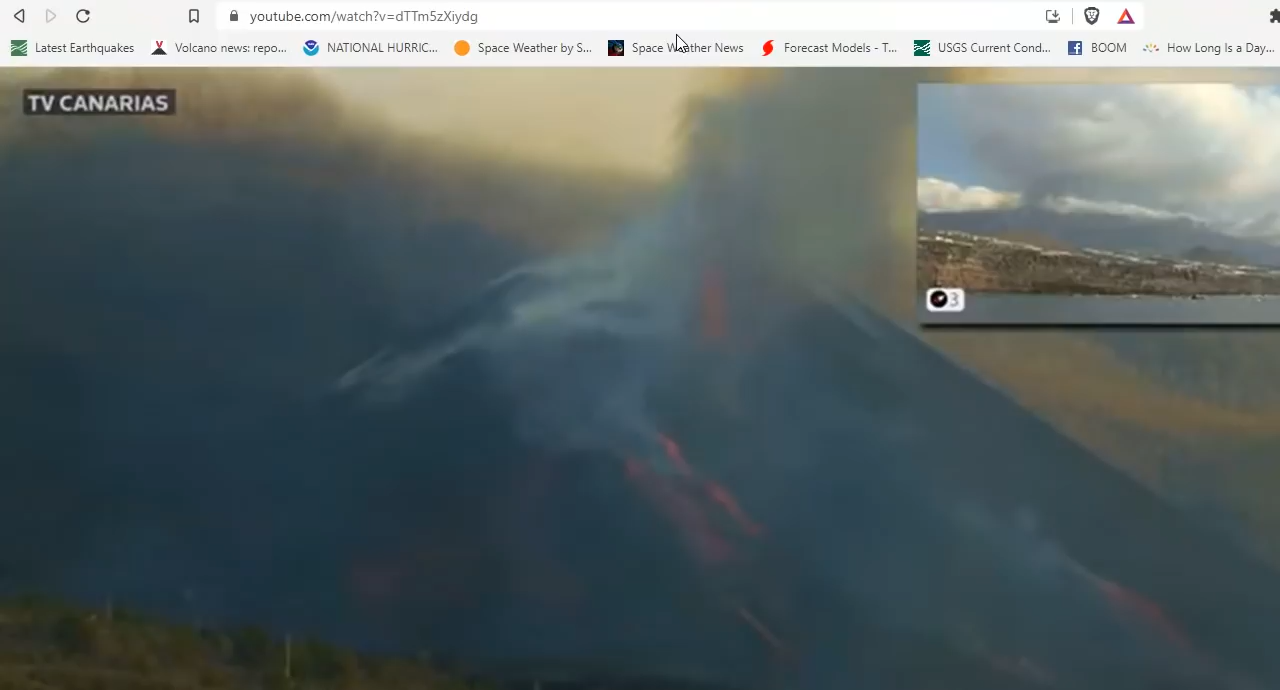 youtube.com/watch?v=dTTm5zXiydg
Latest Earthquakes Volcano news: repo... NATIONAL HURRIC... Space Weather by S... Space Weather News Forecast Models - T... USGS Current Cond... BOOM How Long Is a Day...
TV CANARIAS
3